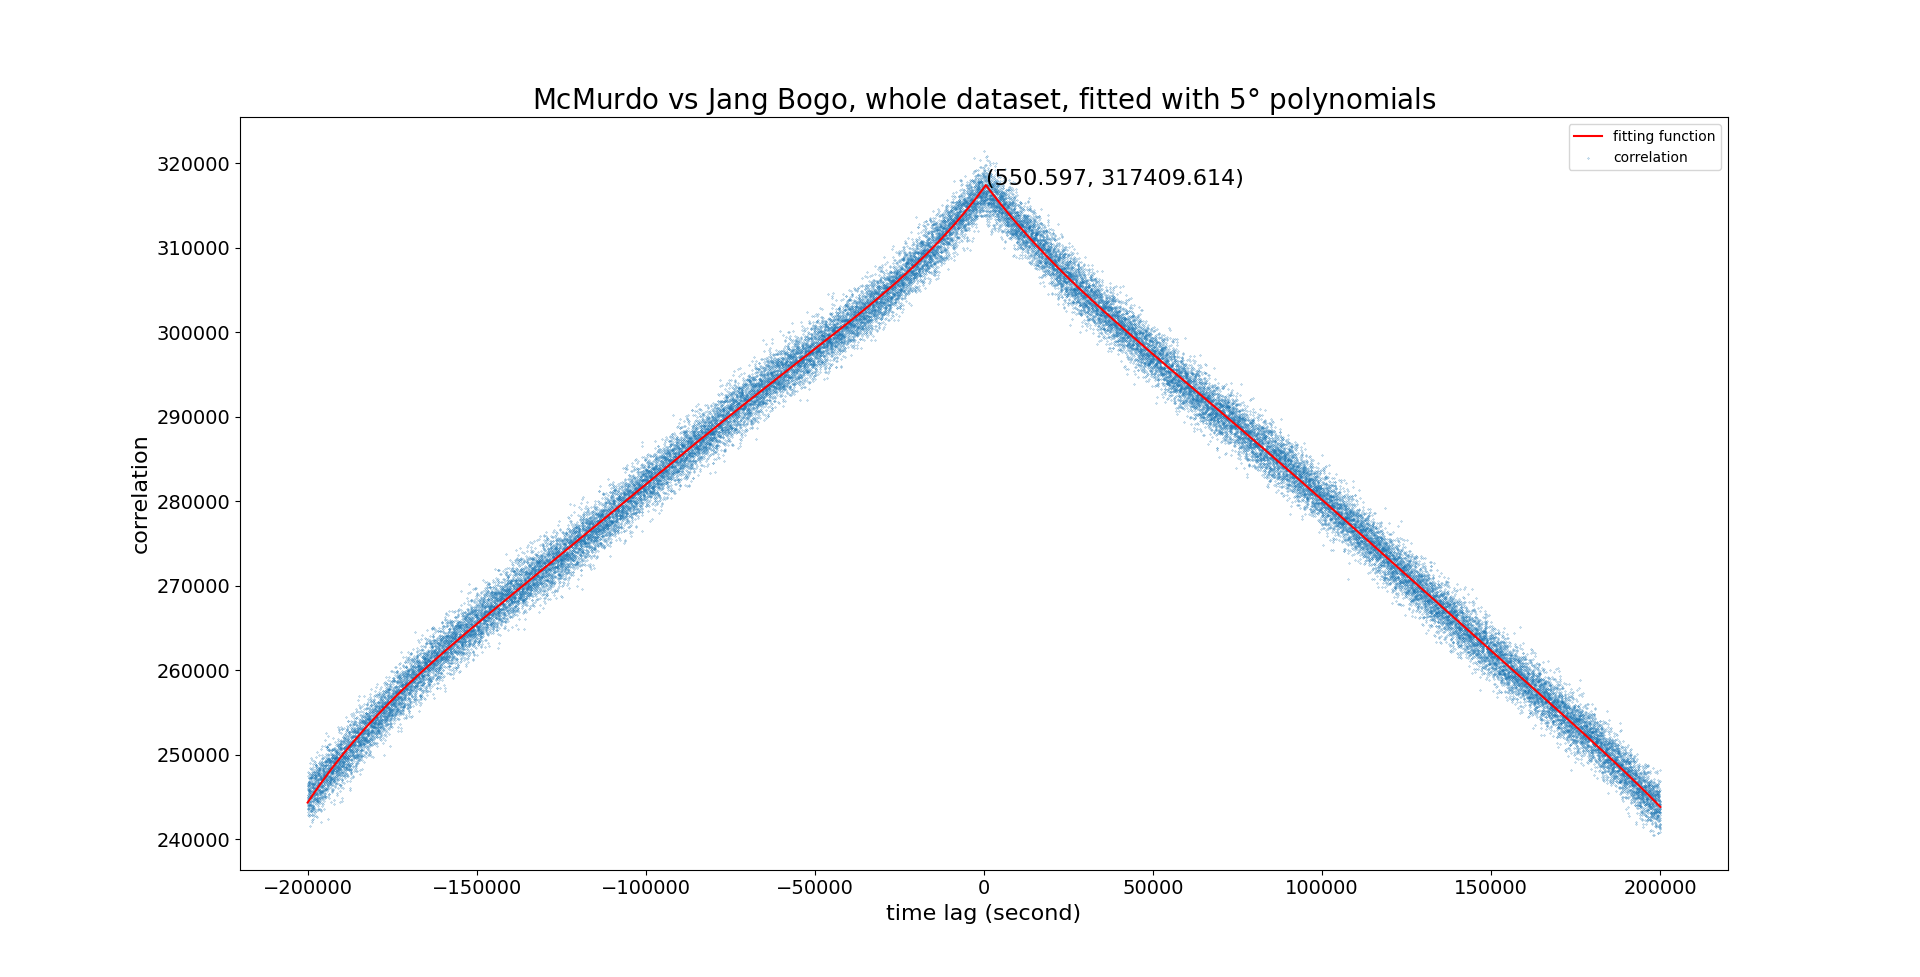 McMurdo vs Jang Bogo, whole dataset, fitted with 5° polynomials
fitting function
correlation
(550.597, 317409.614)
320000
310000
300000
290000
280000
270000
260000
250000
240000
correlation
−200000 −150000 −100000 −50000 0 50000 100000 150000 200000
time lag (second)